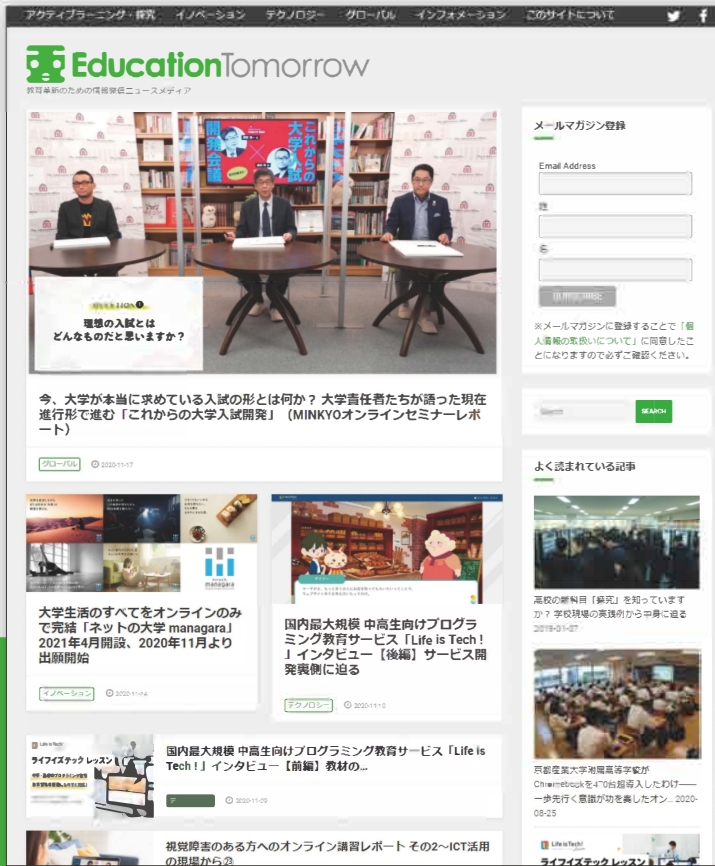 アクティブラーニング・探究 イノベーション テクノロジー グローバル インフォメーション このサイトについて
EducationTomorrow
教育革新のための情報発信ニュースメディア
これからの
大学入試
開発会議
理想の入試とは
どんなものだと思いますか？
今、大学が本当に求めている入試の形とは何か？ 大学責任者たちが語った現在
進行形で進む「これからの大学入試開発」（MINKYOオンラインセミナーレポ
ート）
グローバル 2020-11-17
managara
大学生活のすべてをオンラインのみ
で完結「ネットの大学 managara」
2021年4月開設、2020年11月より
出願開始
イノベーション
国内最大規模 中高生向けプログラ
ミング教育サービス「Life is Tech！
」インタビュー【後編】サービス開
発裏側に迫る
テクノロジー
Life is Tech!
ライフイズテック レッスン
国内最大規模 中高生向けプログラミング教育サービス「Life is
Tech！」インタビュー【前編】教材の...
視覚障害のある方へのオンライン講習レポート その2～ICT活用
の現場から㉓
メールマガジン登録
Email Address
姓
名
SUBSCRIBE
※メールマガジンに登録することで「個
人情報の取扱いについて」に同意したこ
とになりますので必ずご確認ください。
Search SEARCH
よく読まれている記事
高校の新科目「探究」を知っています
か？ 学校現場の実践例から中身に迫る
2019-01-07
京都産業大学附属高等学校が
Chromebookを470台超導入したわけ――
一歩先行く意識が功を奏したオン... 2020-
08-25
Life is Tech!
ライフイズテック レッスン